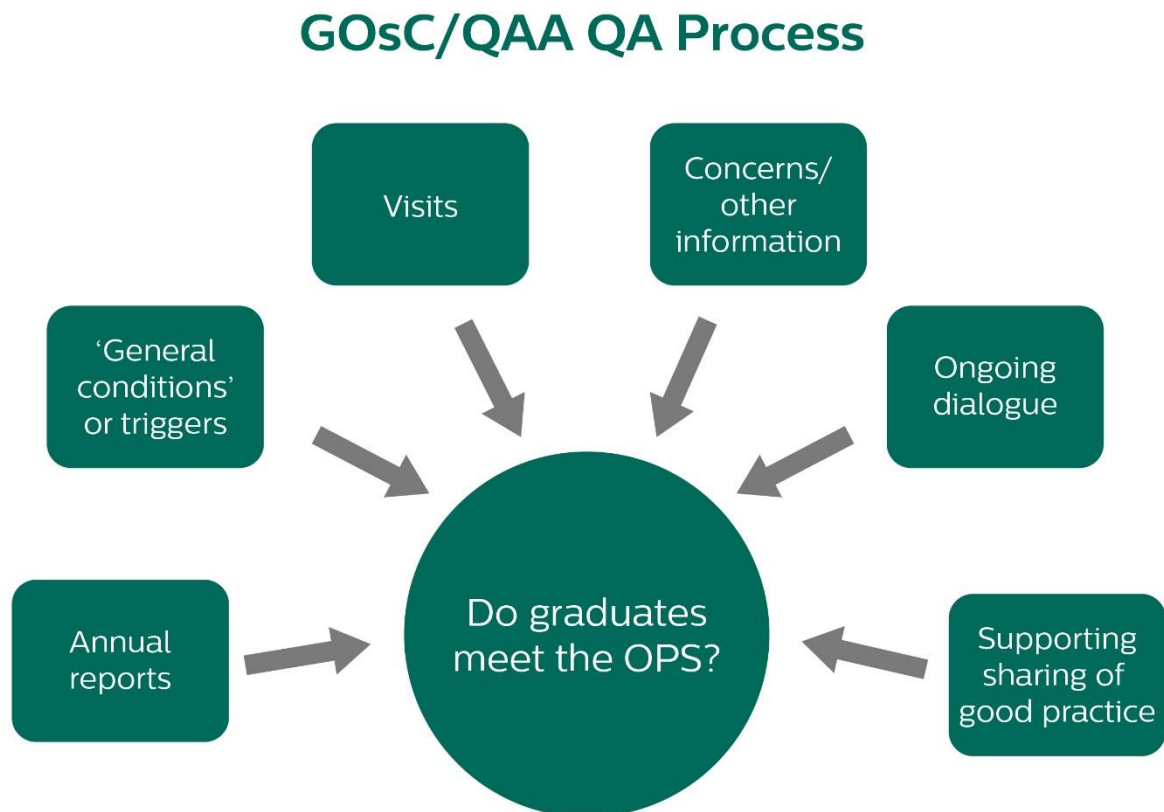 GOsC/QAA QA Process
Visits
Concerns/
other
information
‘General
conditions’
or triggers
Ongoing
dialogue
Annual
reports
Do graduates
meet the OPS?
Supporting
sharing of
good practice